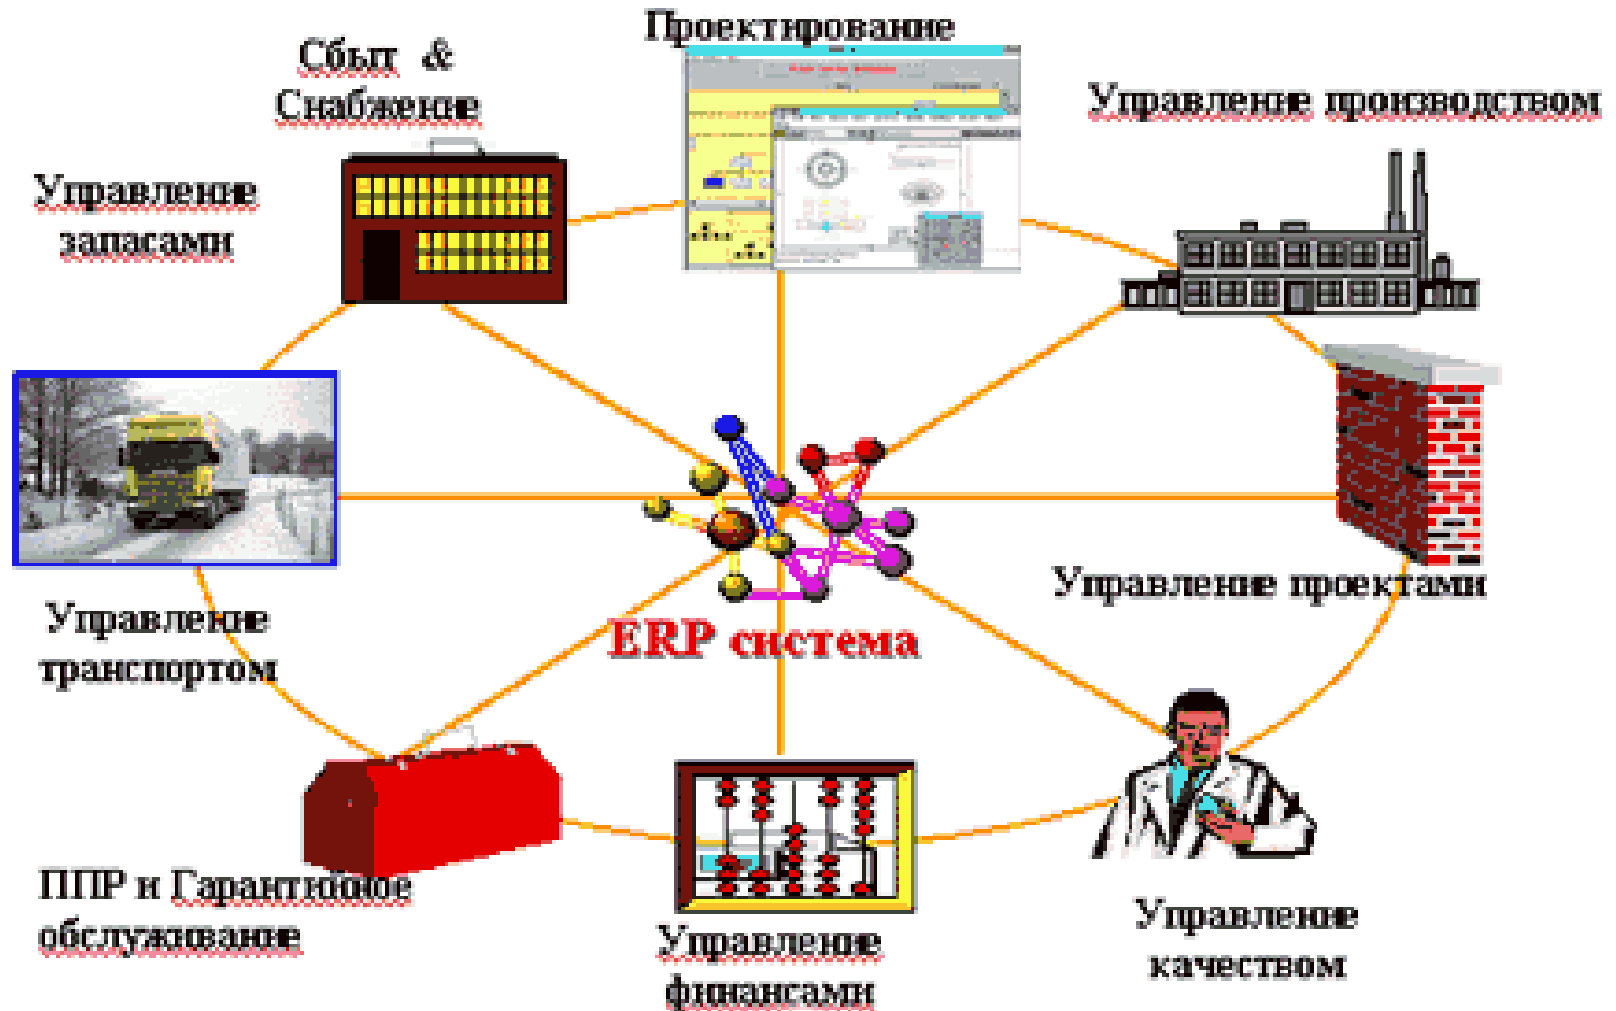 Проектирование
Сбыт &
Снабжение
Управление производством
Управление
запасами
ERP система
Управление проектами
Управление
транспортом
ППР и Гарантийное
обслуживание
Управление
финансами
Управление
качеством